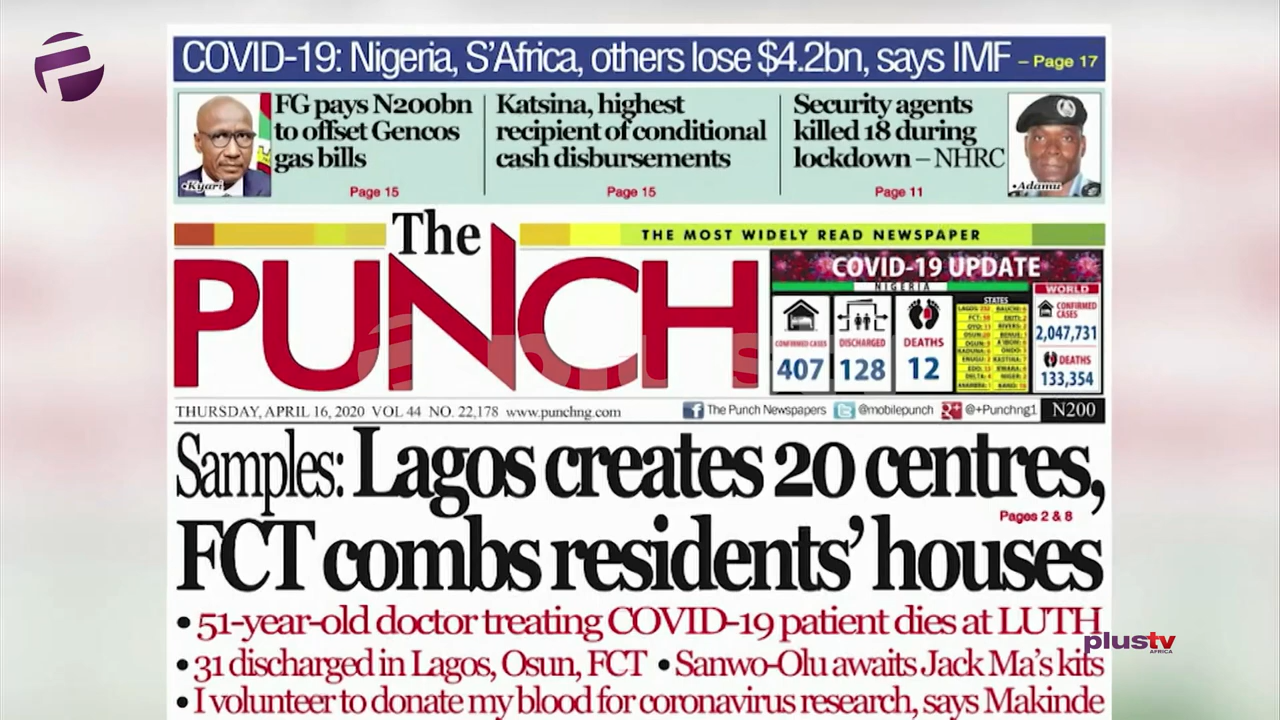 COVID-19: Nigeria, S'Africa, others lose $4.2bn, says IMF – Page 17
FG pays N200bn
to offset Gencos
gas bills
Page 15
•Kyari
Katsina, highest
recipient of conditional
cash disbursements
Page 15
Security agents
killed 18 during
lockdown – NHRC
Page 11
•Adamu
The
PUNCH
THE MOST WIDELY READ NEWSPAPER
COVID-19 UPDATE
NIGERIA
CONFIRMED CASES
407
DISCHARGED
128
DEATHS
12
STATES
WORLD
CONFIRMED
CASES
2,047,731
DEATHS
133,354
THURSDAY, APRIL 16, 2020 VOL 44 NO. 22,178 www.punchng.com
The Punch Newspapers @mobilepunch @+Punchng1 N200
Samples: Lagos creates 20 centres,
Pages 2 & 8
FCT combs residents' houses
• 51-year-old doctor treating COVID-19 patient dies at LUTH
• 31 discharged in Lagos, Osun, FCT • Sanwo-Olu awaits Jack Ma's kits
• I volunteer to donate my blood for coronavirus research, says Makinde
plustv
AFRICA